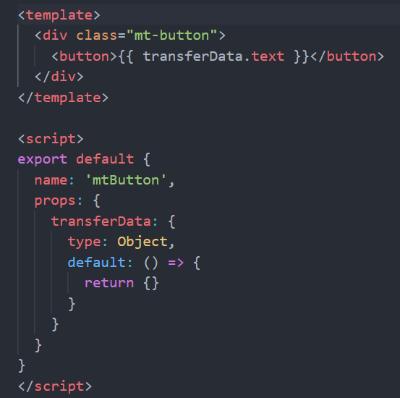 <template>
  <div class="mt-button">
    <button>{{ transferData.text }}</button>
  </div>
</template>

<script>
export default {
  name: 'mtButton',
  props: {
    transferData: {
      type: Object,
      default: () => {
        return {}
      }
    }
  }
}
</script>